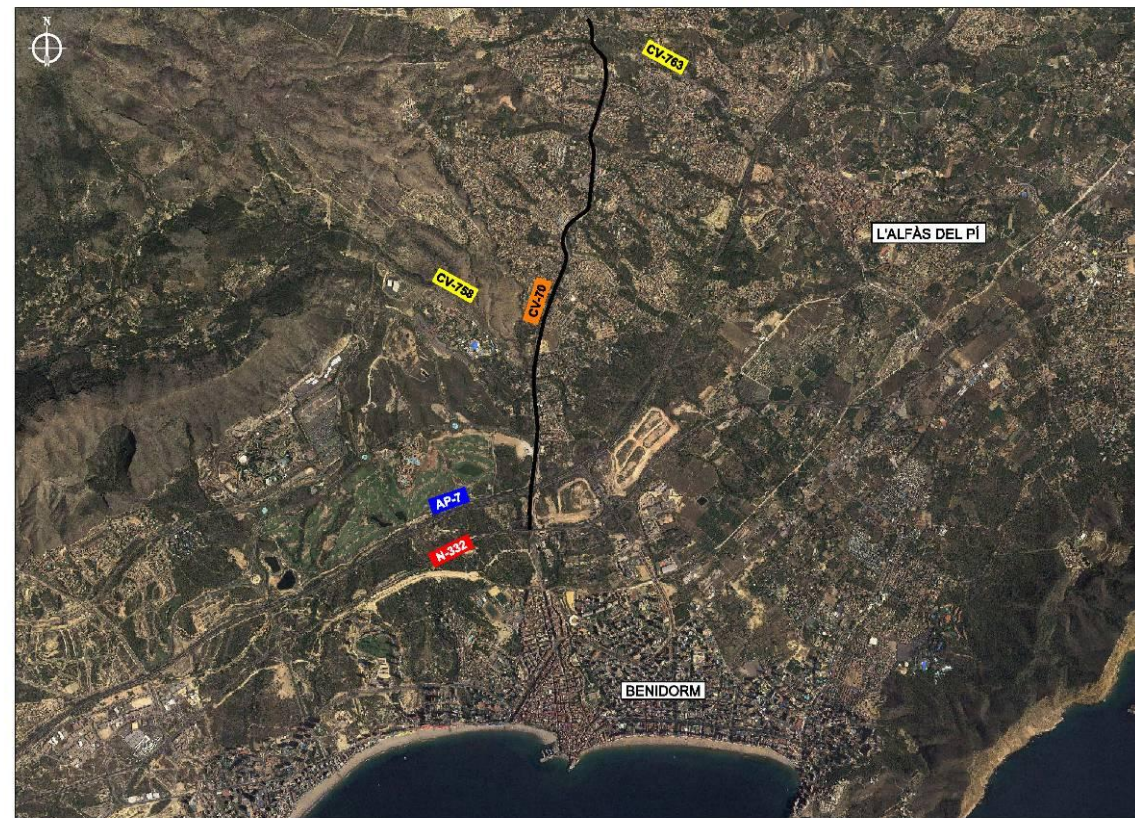 N
CV-763
L'ALFÀS DEL PÍ
CV-758
CV-70
AP-7
N-332
BENIDORM